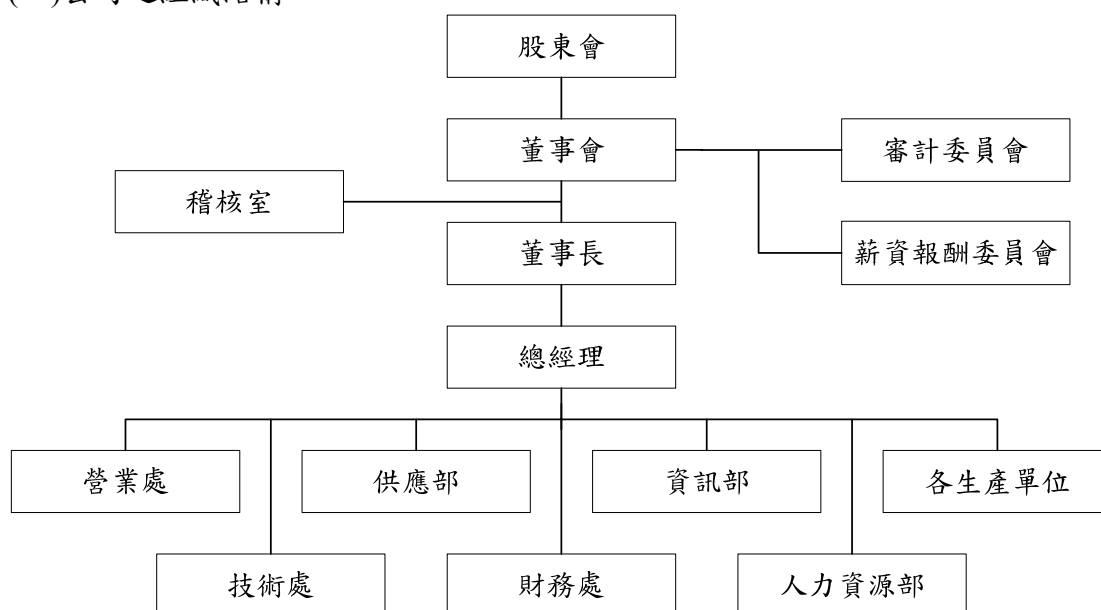 股東會
董事會
審計委員會
稽核室
董事長
薪資報酬委員會
總經理
營業處
供應部
資訊部
各生產單位
技術處
財務處
人力資源部